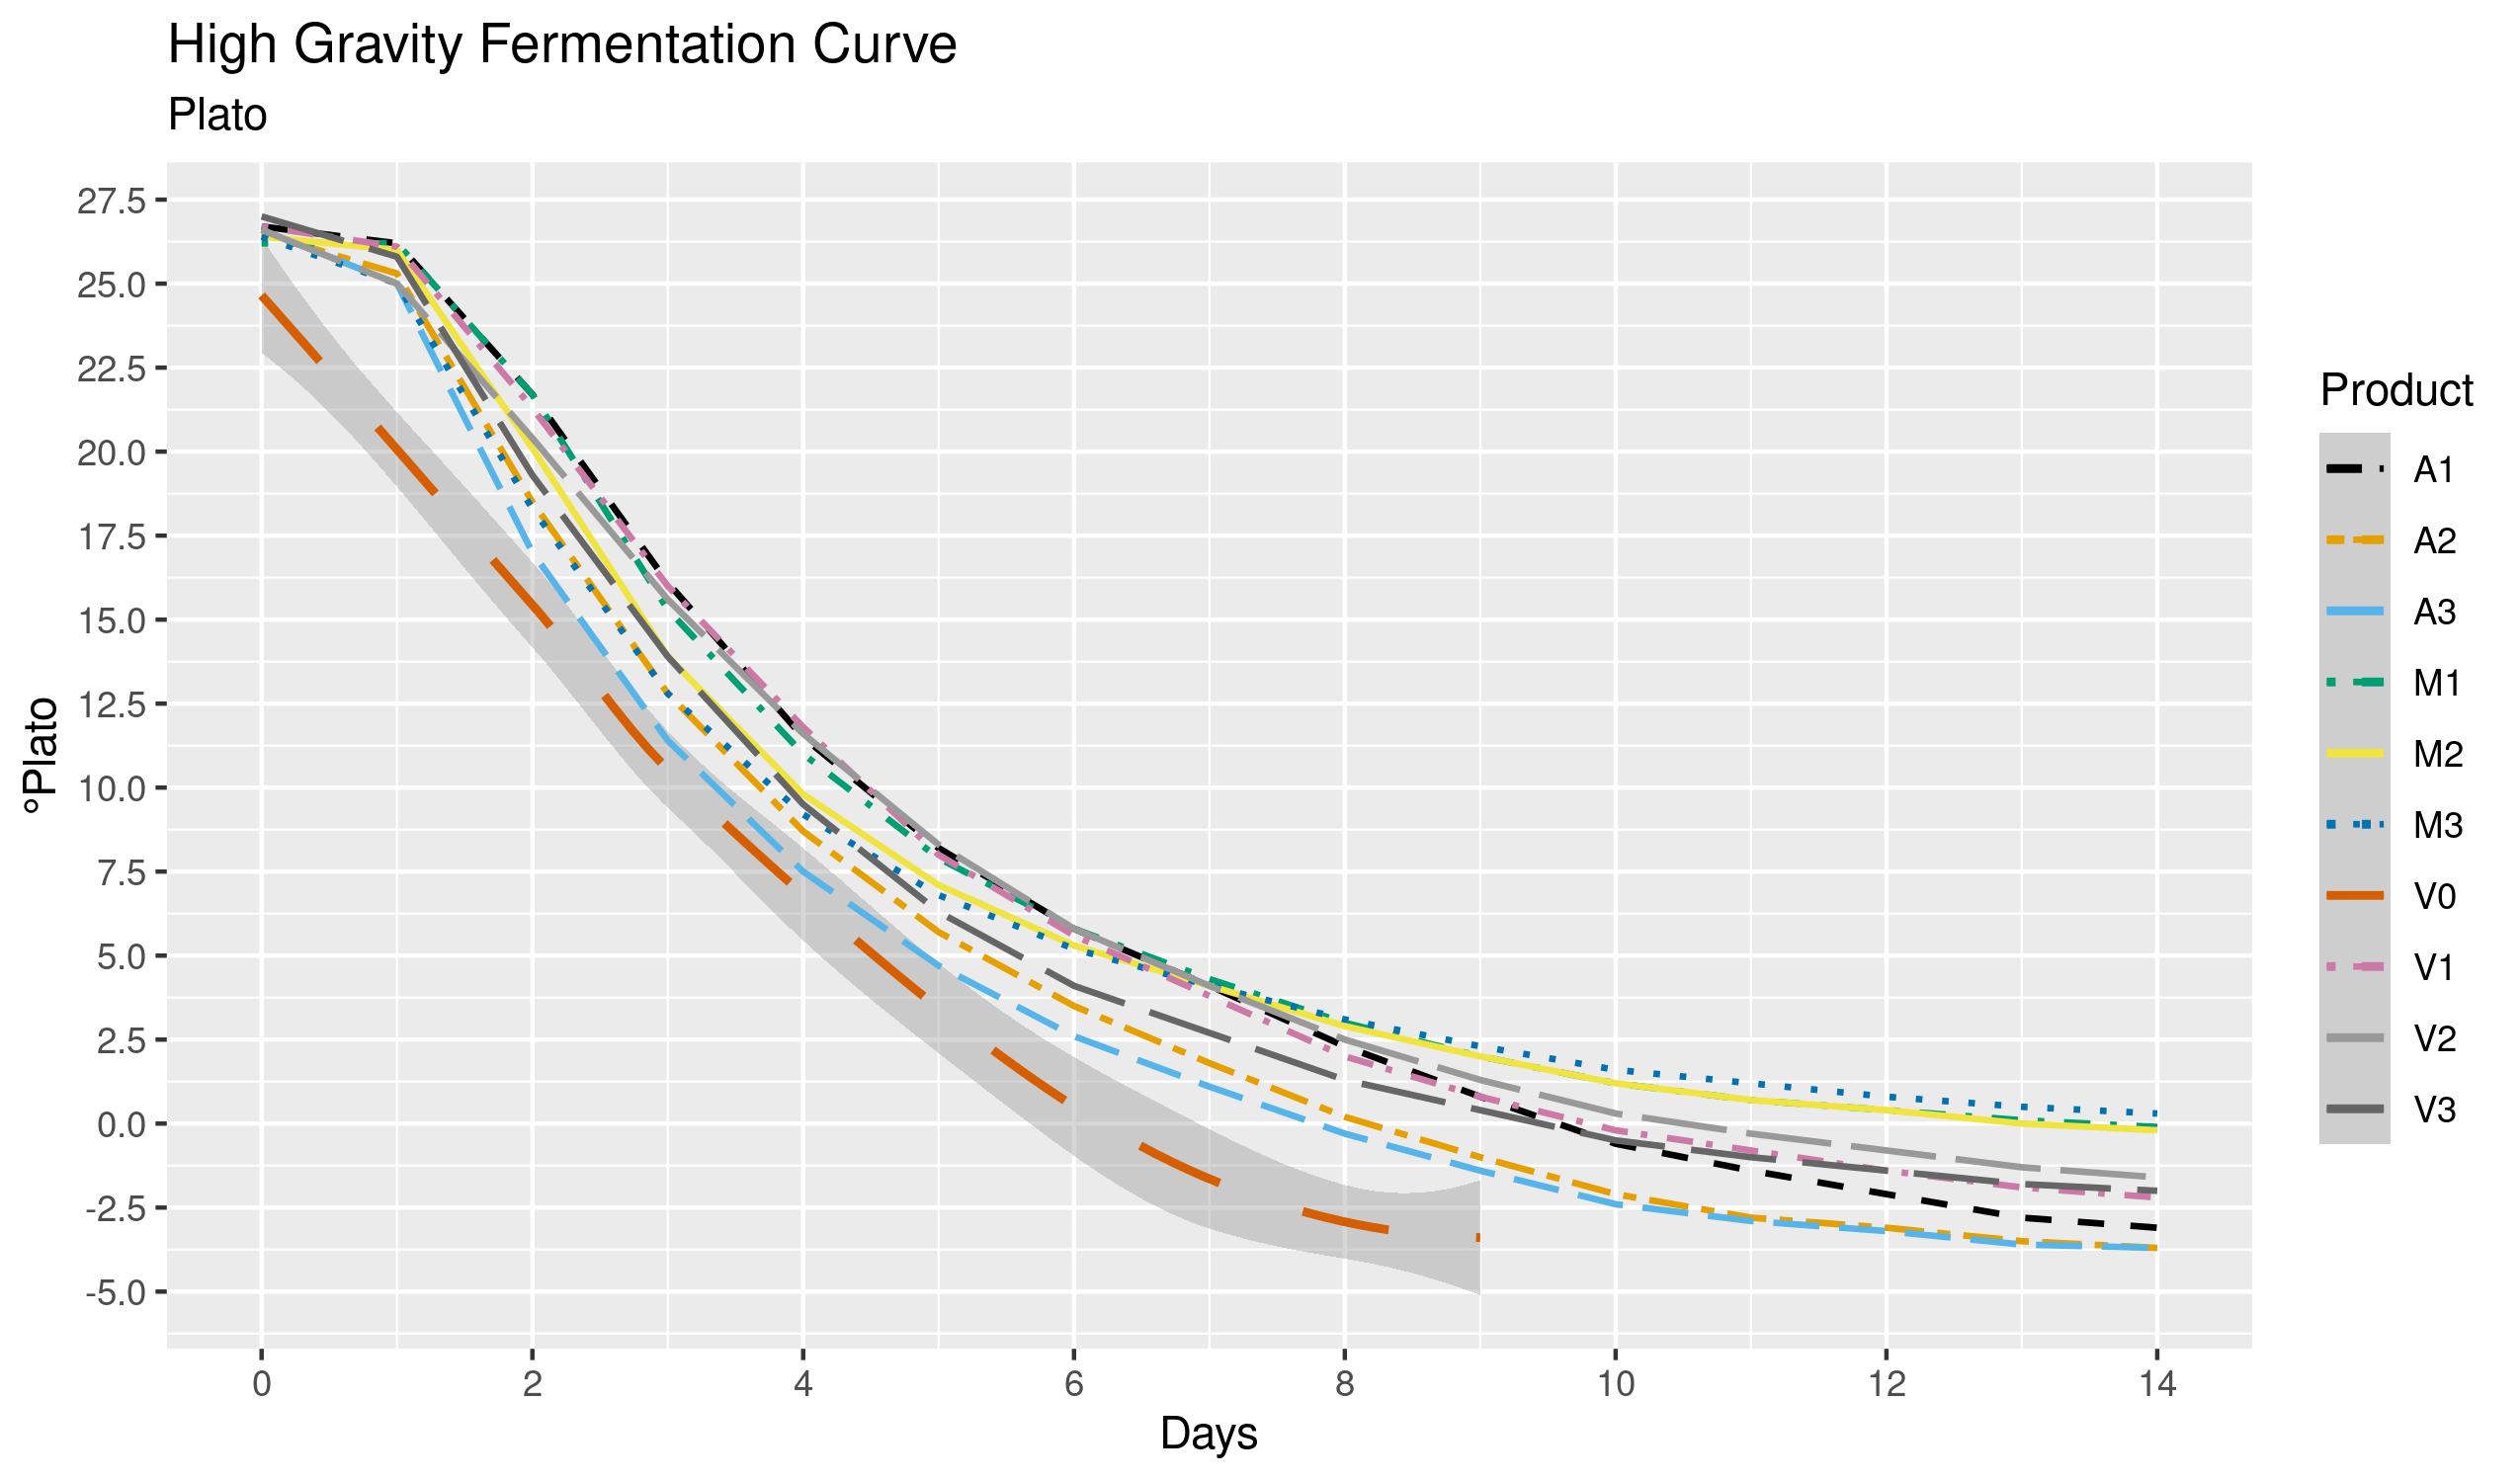 High Gravity Fermentation Curve
Plato
27.5
25.0
22.5
20.0
17.5
15.0
12.5
10.0
7.5
5.0
2.5
0.0
-2.5
-5.0
°Plato
0 2 4 6 8 10 12 14
Days
Product
A1
A2
A3
M1
M2
M3
V0
V1
V2
V3